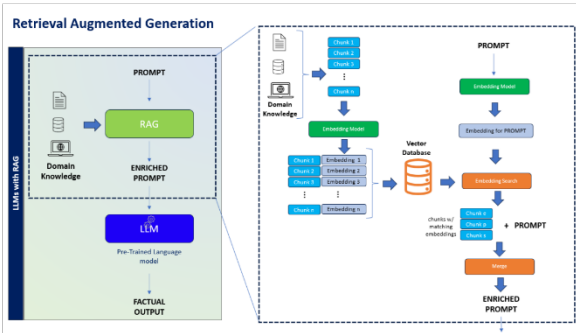 Retrieval Augmented Generation
LLMs with RAG
PROMPT
RAG
Domain
Knowledge
ENRICHED
PROMPT
LLM
Pre-Trained Language
model
FACTUAL
OUTPUT
Domain
Knowledge
Chunk 1
Chunk 2
Chunk 3
Chunk n
Embedding Model
Chunk 1
Embedding 1
Chunk 2
Embedding 2
Chunk 3
Embedding 3
Chunk n
Embedding n
Vector
Database
PROMPT
Embedding Model
Embedding for PROMPT
Embedding Search
chunks w/
matching
embeddings
Chunk p
+ PROMPT
Merge
ENRICHED
PROMPT